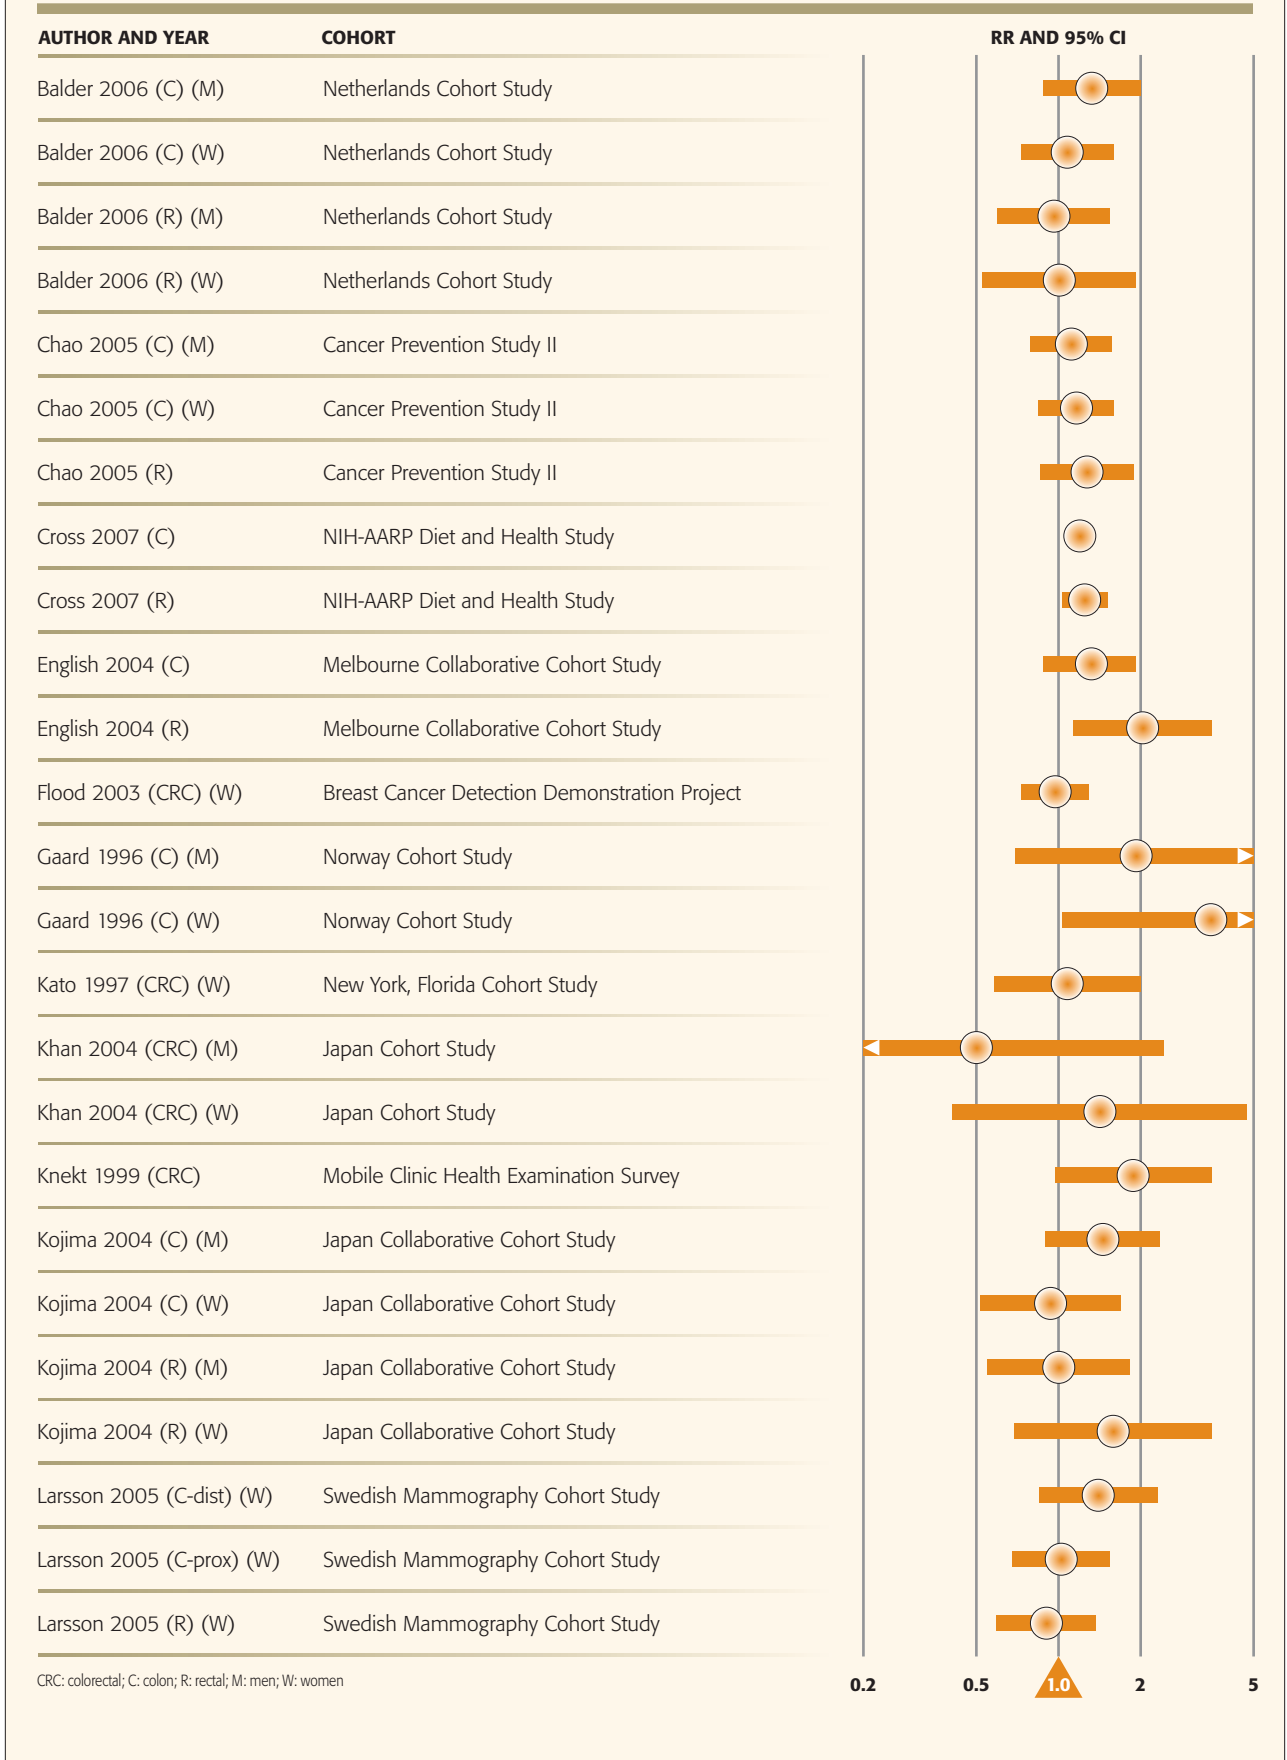 AUTHOR AND YEAR COHORT RR AND 95% CI
Balder 2006 (C) (M) Netherlands Cohort Study
Balder 2006 (C) (W) Netherlands Cohort Study
Balder 2006 (R) (M) Netherlands Cohort Study
Balder 2006 (R) (W) Netherlands Cohort Study
Chao 2005 (C) (M) Cancer Prevention Study II
Chao 2005 (C) (W) Cancer Prevention Study II
Chao 2005 (R) Cancer Prevention Study II
Cross 2007 (C) NIH-AARP Diet and Health Study
Cross 2007 (R) NIH-AARP Diet and Health Study
English 2004 (C) Melbourne Collaborative Cohort Study
English 2004 (R) Melbourne Collaborative Cohort Study
Flood 2003 (CRC) (W) Breast Cancer Detection Demonstration Project
Gaard 1996 (C) (M) Norway Cohort Study
Gaard 1996 (C) (W) Norway Cohort Study
Kato 1997 (CRC) (W) New York, Florida Cohort Study
Khan 2004 (CRC) (M) Japan Cohort Study
Khan 2004 (CRC) (W) Japan Cohort Study
Knekt 1999 (CRC) Mobile Clinic Health Examination Survey
Kojima 2004 (C) (M) Japan Collaborative Cohort Study
Kojima 2004 (C) (W) Japan Collaborative Cohort Study
Kojima 2004 (R) (M) Japan Collaborative Cohort Study
Kojima 2004 (R) (W) Japan Collaborative Cohort Study
Larsson 2005 (C-dist) (W) Swedish Mammography Cohort Study
Larsson 2005 (C-prox) (W) Swedish Mammography Cohort Study
Larsson 2005 (R) (W) Swedish Mammography Cohort Study
CRC: colorectal; C: colon; R: rectal; M: men; W: women
0.2 0.5 1.0 2 5